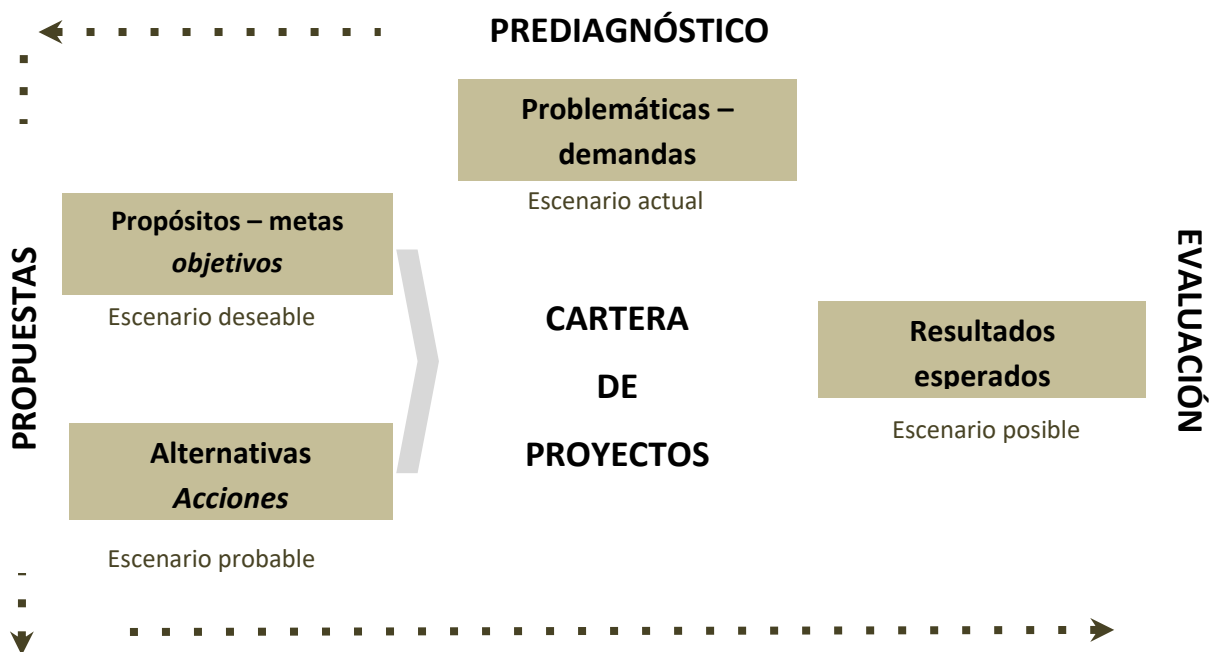 PREDIAGNÓSTICO
Problemáticas –
demandas
Escenario actual
PROPUESTAS
Propósitos – metas
objetivos
Escenario deseable
Alternativas
Acciones
Escenario probable
CARTERA
DE
PROYECTOS
Resultados
esperados
Escenario posible
EVALUACIÓN